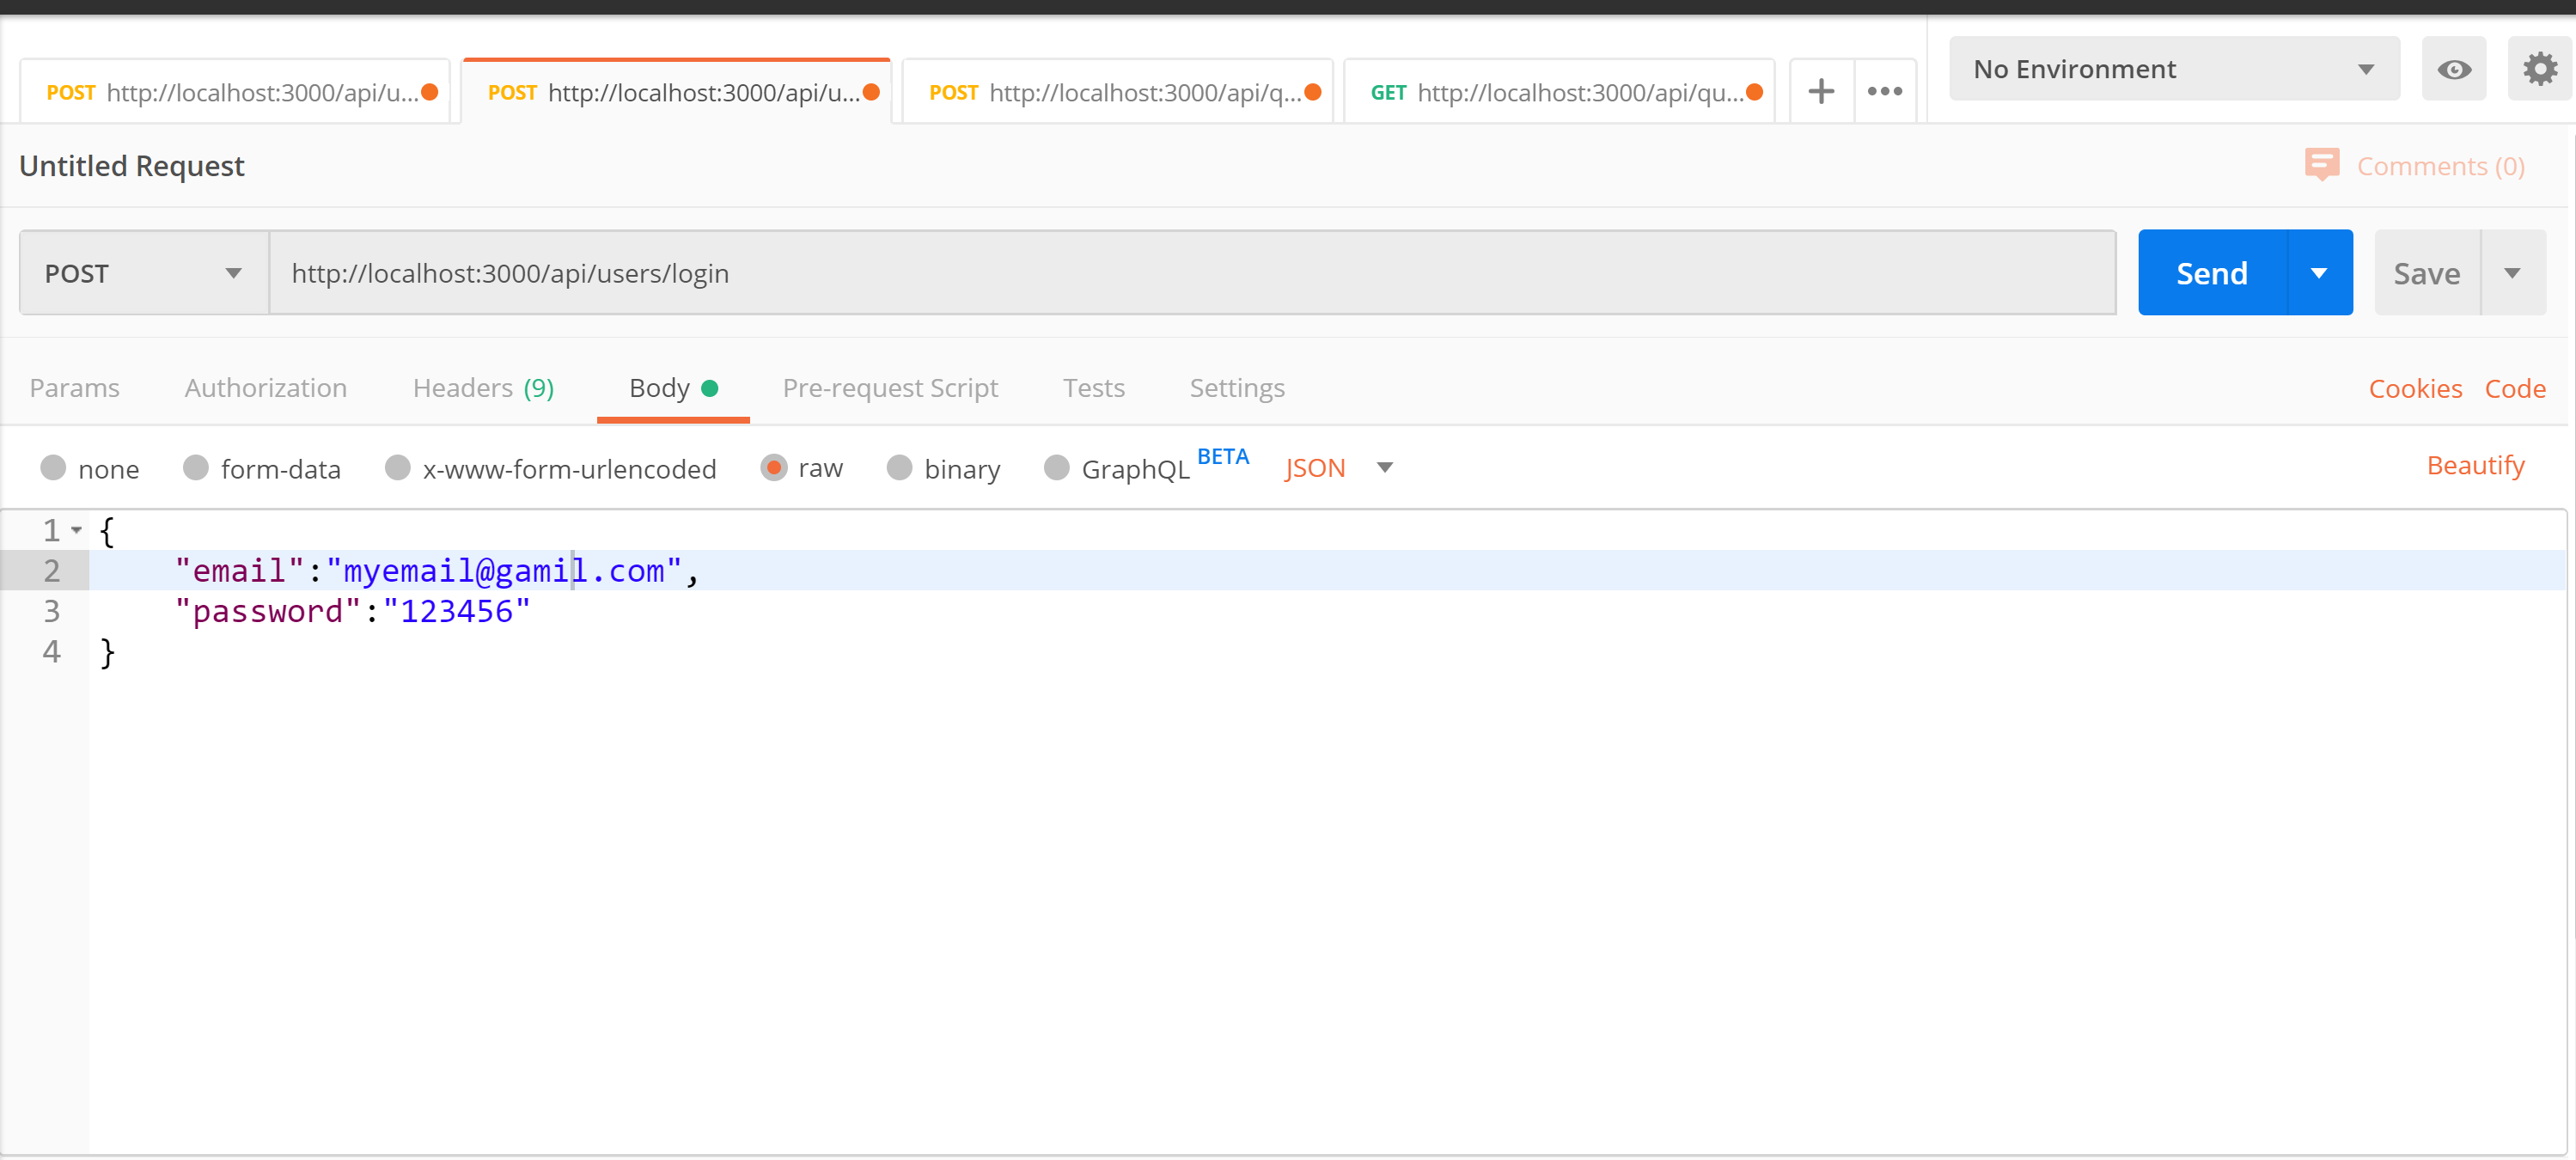 POST http://localhost:3000/api/u... POST http://localhost:3000/api/u... POST http://localhost:3000/api/q... GET http://localhost:3000/api/qu... + ••• No Environment
Untitled Request Comments (0)
POST http://localhost:3000/api/users/login Send Save
Params Authorization Headers (9) Body Pre-request Script Tests Settings Cookies Code
none form-data x-www-form-urlencoded raw binary GraphQL BETA JSON Beautify
1 {
2 "email":"myemail@gamil.com",
3 "password":"123456"
4 }